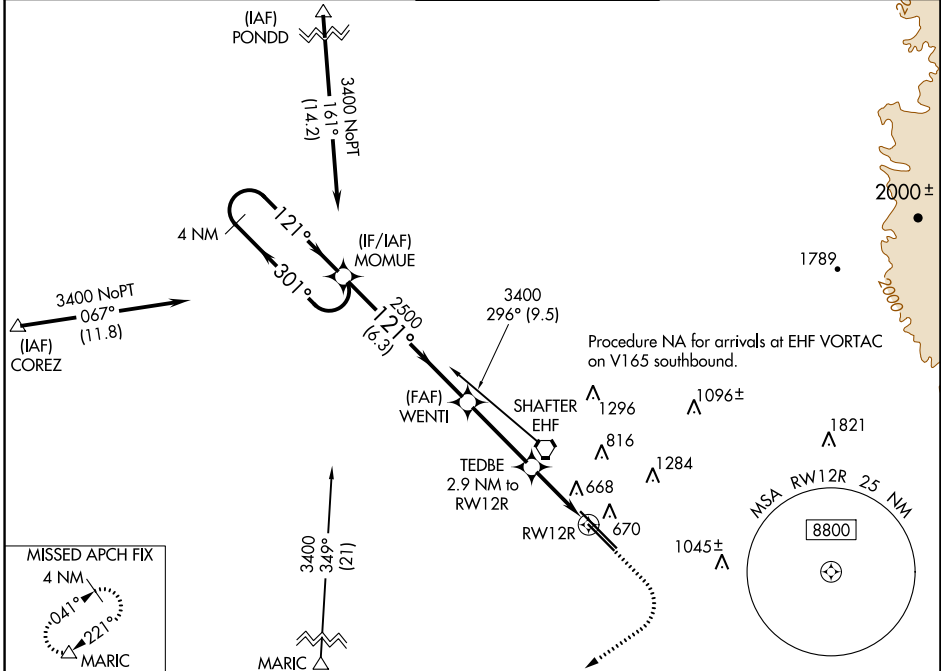 (IAF)
PONDD
3400 NoPT
161°
(14.2)
2000±
4 NM
121°
301°
(IF/IAF)
MOMUE
1789
2000
3400 NoPT
067°
(11.8)
(IAF)
COREZ
2500
121°
(6.3)
3400
296° (9.5)
Procedure NA for arrivals at EHF VORTAC
on V165 southbound.
(FAF)
WENTI
SHAFTER
EHF
1296
1096±
816
1821
TEDBE
2.9 NM to
RW12R
1284
668
670
RW12R
1045±
MSA RW12R 25 NM
8800
3400
349°
(21)
MARIC
MISSED APCH FIX
4 NM
041°
221°
MARIC